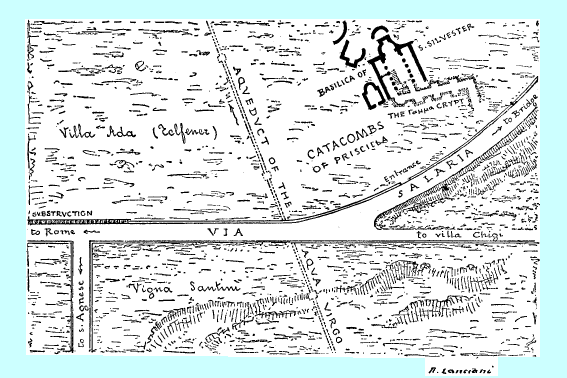 BASILICA OF
S. SILVESTER
AQVEDVCT OF THE
THE
CRYPT
Villa Ada (Telfener)
CATACOMBS
OF PRISCILLA
Entrance
SALARIA
to Bridge
SVBSTRVCTION
to Rome
VIA
to villa Chigi
to S. Agnese
Vigna Santini
AQVA VIRGO
R. Lanciani